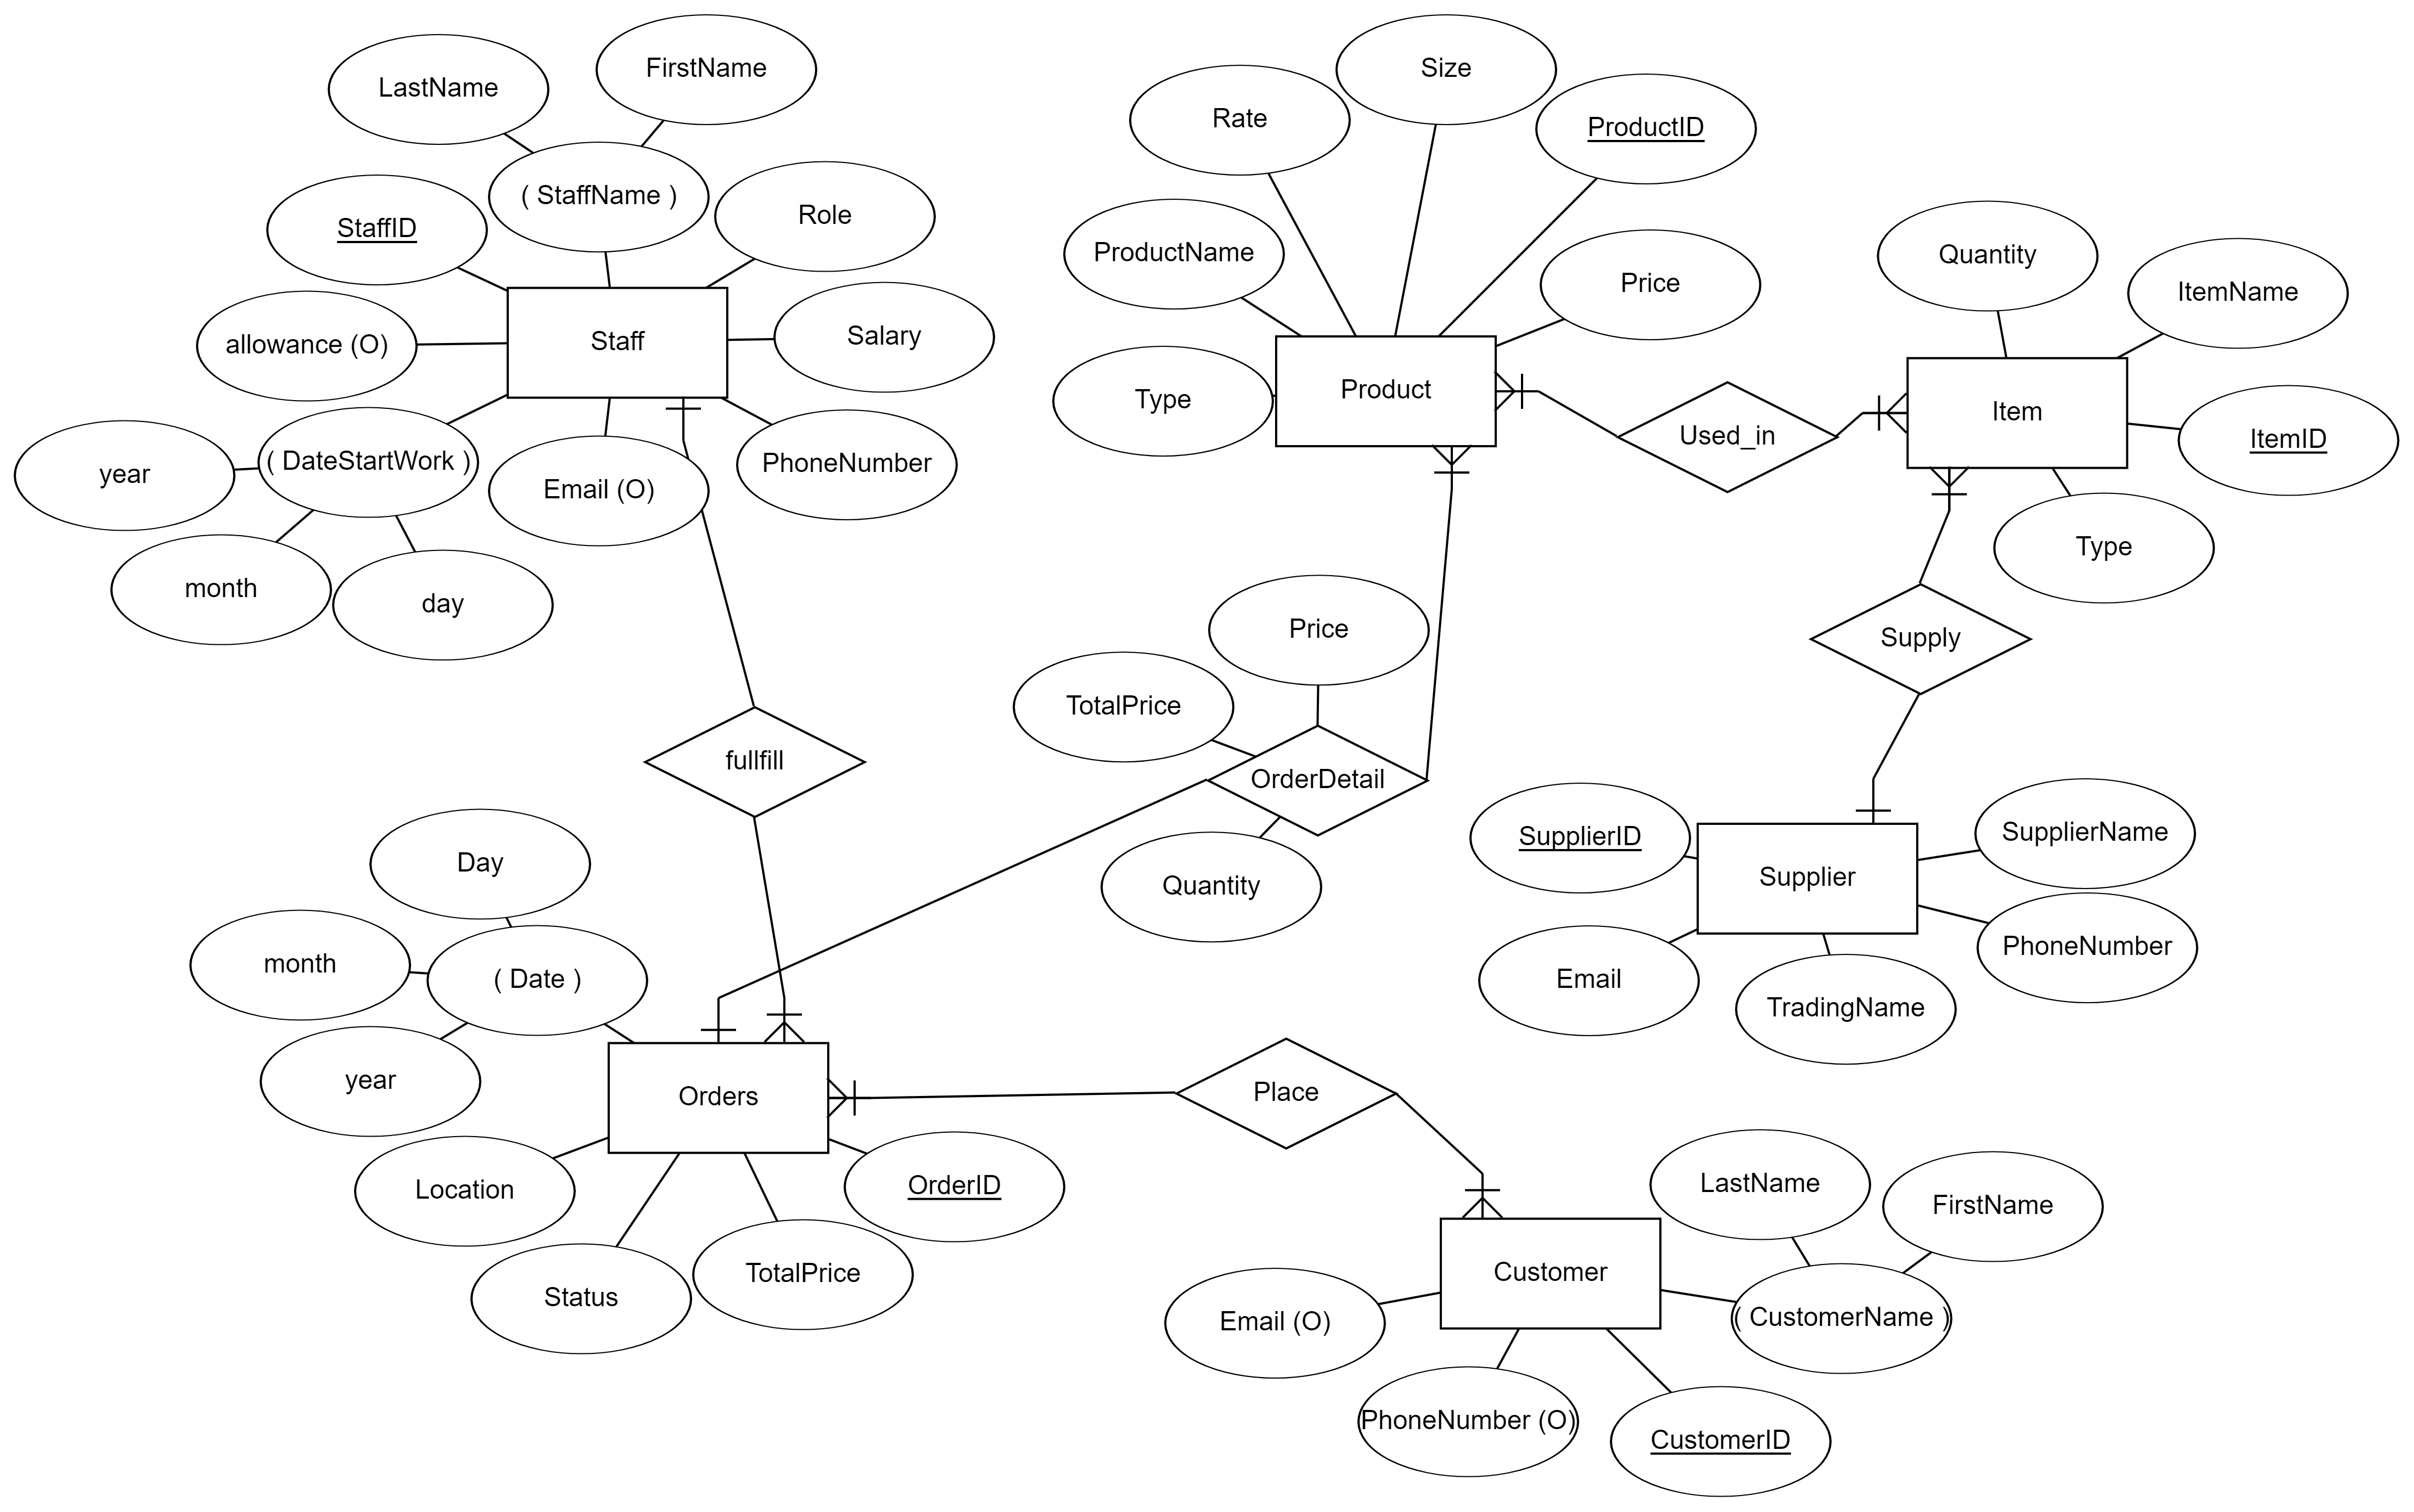 FirstName
LastName
Size
Rate
ProductID
( StaffName )
Role
StaffID
ProductName
Quantity
Price
ItemName
Salary
Staff
allowance (O)
Product
Type
Item
Used_in
ItemID
( DateStartWork )
PhoneNumber
year
Email (O)
Type
month
day
Price
Supply
TotalPrice
fullfill
OrderDetail
SupplierID
SupplierName
Day
Supplier
Quantity
PhoneNumber
month
( Date )
Email
TradingName
year
Orders
Place
LastName
OrderID
Location
FirstName
TotalPrice
Customer
Status
Email (O)
( CustomerName )
PhoneNumber (O)
CustomerID